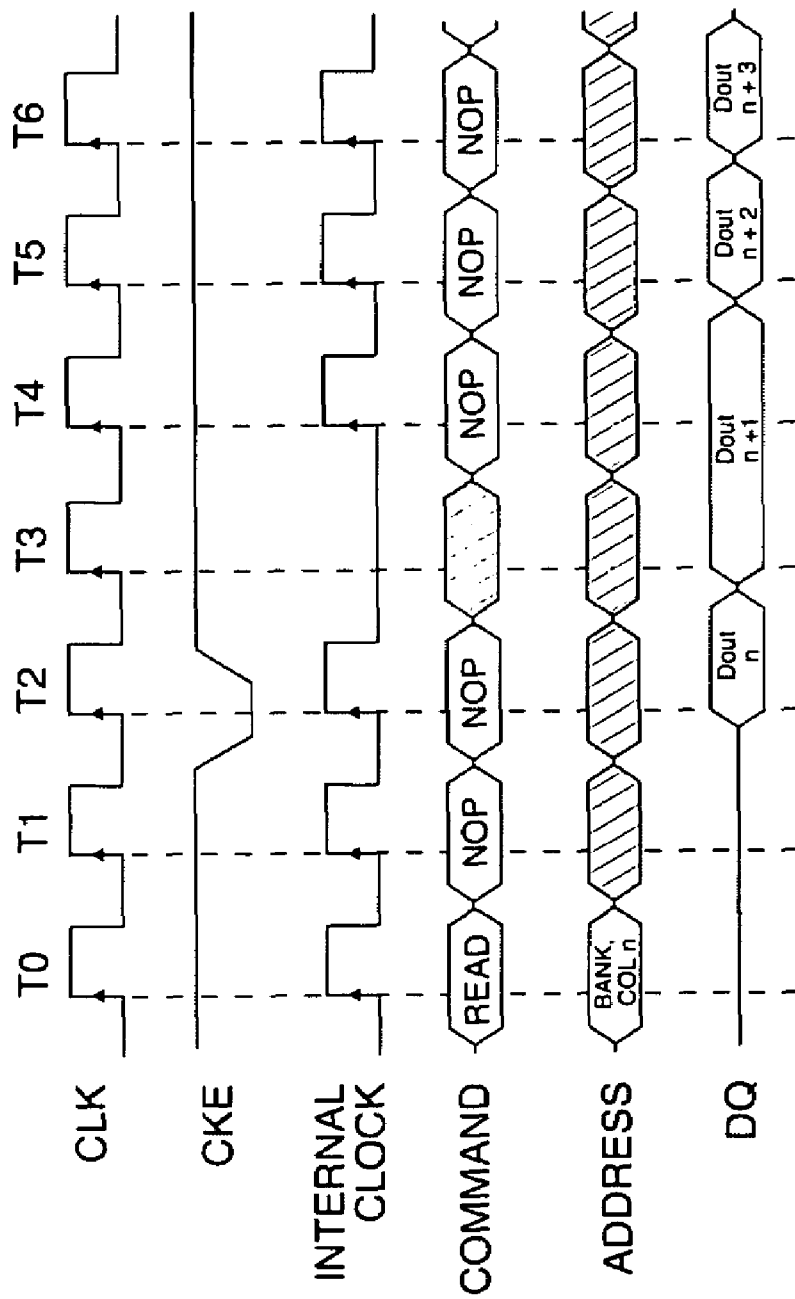 T0 T1 T2 T3 T4 T5 T6
CLK
CKE
INTERNAL
CLOCK
COMMAND READ NOP NOP NOP NOP NOP
ADDRESS BANK,
COL n
DQ Dout
n Dout
n+1 Dout
n + 2 Dout
n + 3